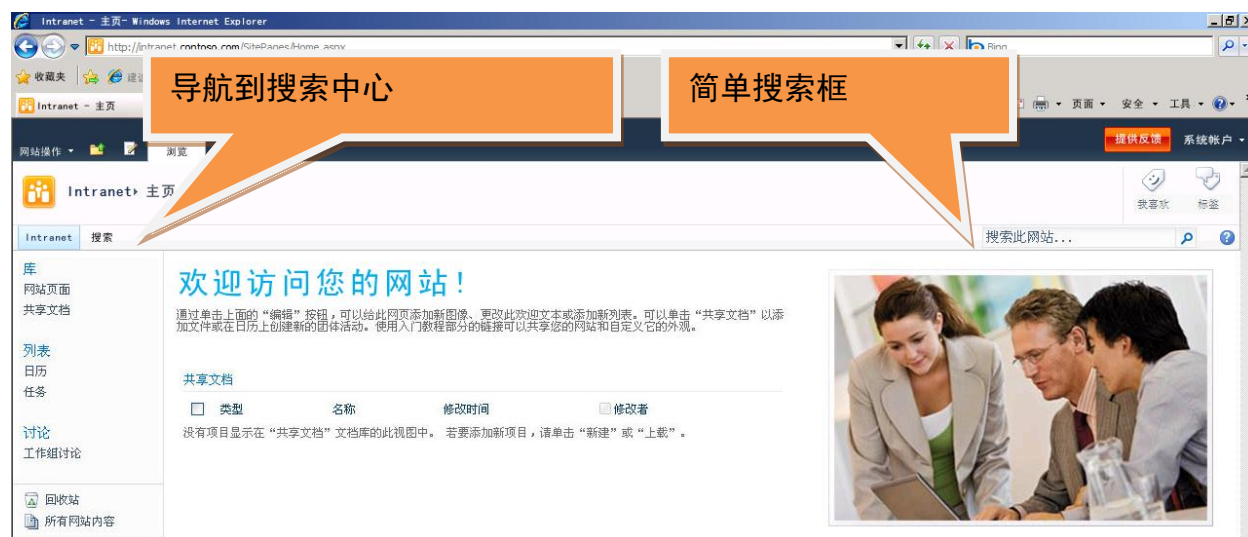 Intranet - 主页- Windows Internet Explorer
http://intranet.contoso.com/SitePages/Home.aspx
Bing
收藏夹
导航到搜索中心
简单搜索框
Intranet - 主页
页面
安全
工具
网站操作
浏览
提供反馈
系统帐户
Intranet
主页
我喜欢
标签
Intranet
搜索
搜索此网站...
库
网站页面
共享文档
列表
日历
任务
讨论
工作组讨论
回收站
所有网站内容
欢迎访问您的网站!
通过单击上面的“编辑”按钮，可以给此网页添加新图像、更改此欢迎文本或添加新列表。可以单击“共享文档”以添
加文件或在日历上创建新的团体活动。使用入门教程部分的链接可以共享您的网站和自定义它的外观。
共享文档
类型 名称 修改时间 修改者
没有项目显示在“共享文档”文档库的此视图中。 若要添加新项目，请单击“新建”或“上载”。